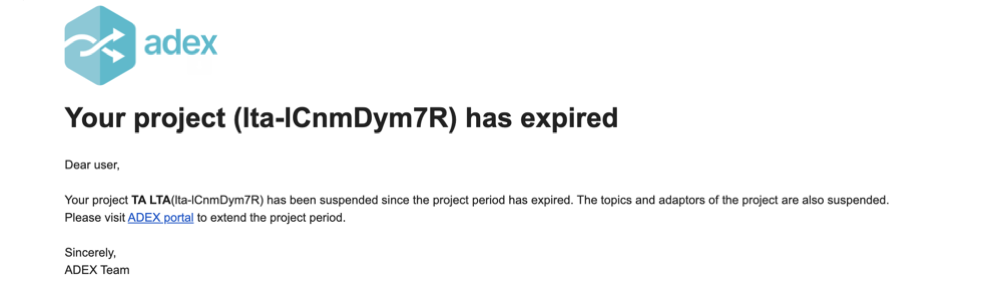 adex
Your project (lta-lCnmDym7R) has expired
Dear user,
Your project TA LTA(lta-lCnmDym7R) has been suspended since the project period has expired. The topics and adaptors of the project are also suspended.
Please visit ADEX portal to extend the project period.
Sincerely,
ADEX Team